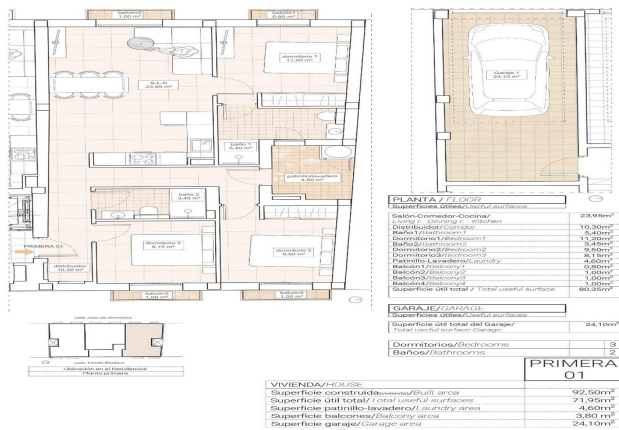 balcón2
1,00 m²
balcón1
0,80 m²
dormitorio 1
11,20 m²
S-L-K
23,95 m²
Garaje 1
24,10 m²
baño 1
5,40 m²
patinillo/lavadero
4,60 m²
baño 2
3,45 m²
PRIMERA 01
distribuidor
10,30 m²
dormitorio 3
8,15 m²
dormitorio 2
9,50 m²
balcón3
1,00 m²
balcón4
1,00 m²
PLANTA / FLOOR
Superficies útiles/Useful surfaces
Salón-Comedor-Cocina/
Living r.- Dinning r. - Kitchen 23,95m²
Distribuidor/Corridor 10,30m²
Baño1/Bathroom1 5,40m²
Dormitorio1/Bedroom1 11,20m²
Baño2/Bathroom2 3,45m²
Dormitorio2/Bedroom2 9,50m²
Dormitorio3/Bedroom3 8,15m²
Patinillo-Lavadero/Laundry 4,60m²
Balcón1/Balcony1 0,80m²
Balcón2/Balcony2 1,00m²
Balcón3/Balcony3 1,00m²
Balcón4/Balcony4 1,00m²
Superficie útil total / Total useful surface 80,35m²
GARAJE/GARAGE
Superficies útiles/Useful surfaces
Superficie útil total del Garaje/ 24,10m²
Total useful surface Garage
Dormitorios/Bedrooms 3
Baños/Bathrooms 2
Ubicación en el Residencial
Planta primera
PRIMERA
01
VIVIENDA/HOUSE
Superficie construida(vivienda)/Built area 92,50m²
Superficie útil total/Total useful surfaces 71,95m²
Superficie patinillo-lavadero/Laundry area 4,60m²
Superficie balcones/Balcony area 3,80 m²
Superficie garaje/Garage area 24,10m²